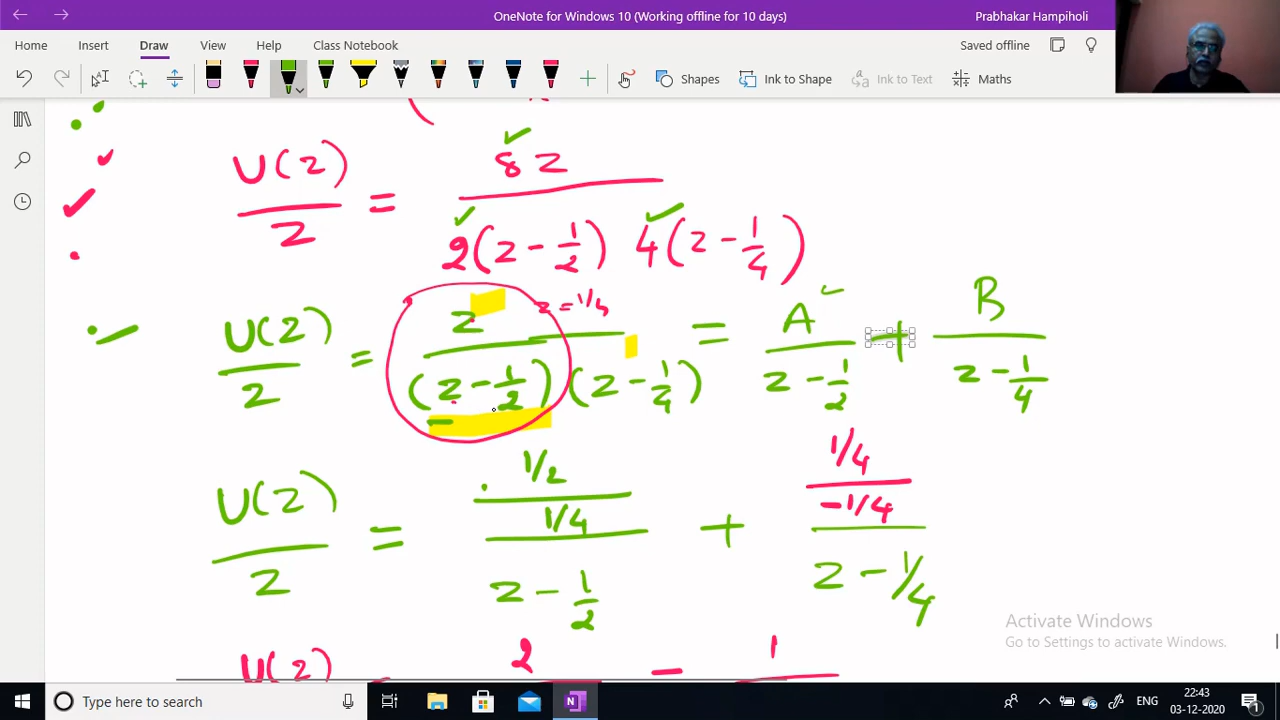 OneNote for Windows 10 (Working offline for 10 days)
Prabhakar Hampiholi
Home Insert Draw View Help Class Notebook
Saved offline
Shapes Ink to Shape Ink to Text Maths
U(z)/z = 8z / 2(z - 1/2) 4(z - 1/4)
z = 1/4
U(z)/z = z / (z - 1/2)(z - 1/4) = A / z - 1/2 + B / z - 1/4
U(z)/z = 1/2 / 1/4 / z - 1/2 + 1/4 / -1/4 / z - 1/4
U(z) 2 - 1
Activate Windows
Go to Settings to activate Windows.
Type here to search
ENG
22:43
03-12-2020
1